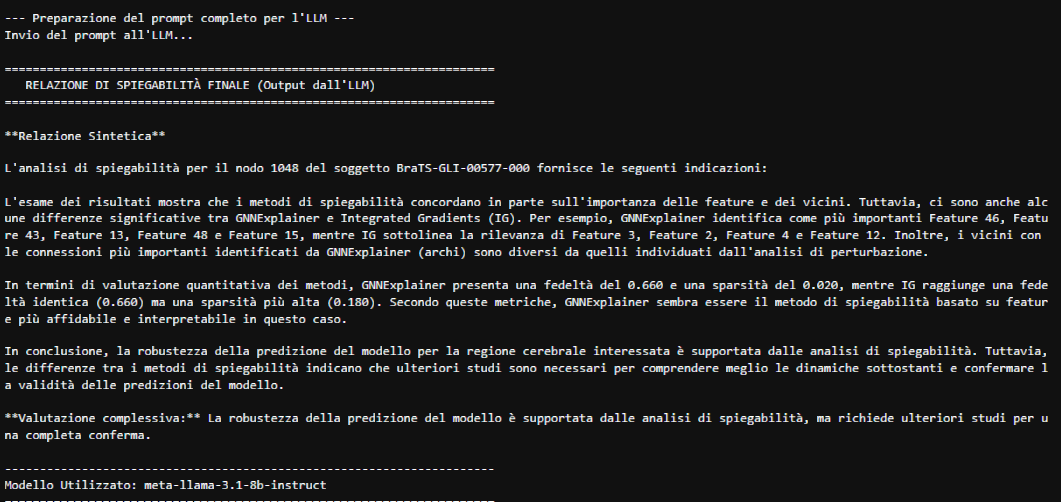 --- Preparazione del prompt completo per l'LLM ---
Invio del prompt all'LLM...
======================================================================
RELAZIONE DI SPIEGABILITÀ FINALE (Output dall'LLM)
======================================================================
**Relazione Sintetica**
L'analisi di spiegabilità per il nodo 1048 del soggetto BraTS-GLI-00577-000 fornisce le seguenti indicazioni:
L'esame dei risultati mostra che i metodi di spiegabilità concordano in parte sull'importanza delle feature e dei vicini. Tuttavia, ci sono anche alc
une differenze significative tra GNNExplainer e Integrated Gradients (IG). Per esempio, GNNExplainer identifica come più importanti Feature 46, Featu
re 43, Feature 13, Feature 48 e Feature 15, mentre IG sottolinea la rilevanza di Feature 3, Feature 2, Feature 4 e Feature 12. Inoltre, i vicini con
le connessioni più importanti identificati da GNNExplainer (archi) sono diversi da quelli individuati dall'analisi di perturbazione.
In termini di valutazione quantitativa dei metodi, GNNExplainer presenta una fedeltà del 0.660 e una sparsità del 0.020, mentre IG raggiunge una fede
ltà identica (0.660) ma una sparsità più alta (0.180). Secondo queste metriche, GNNExplainer sembra essere il metodo di spiegabilità basato su featur
e più affidabile e interpretabile in questo caso.
In conclusione, la robustezza della predizione del modello per la regione cerebrale interessata è supportata dalle analisi di spiegabilità. Tuttavia,
le differenze tra i metodi di spiegabilità indicano che ulteriori studi sono necessari per comprendere meglio le dinamiche sottostanti e confermare l
a validità delle predizioni del modello.
**Valutazione complessiva:** La robustezza della predizione del modello è supportata dalle analisi di spiegabilità, ma richiede ulteriori studi per u
na completa conferma.
----------------------------------------------------------------------
Modello Utilizzato: meta-llama-3.1-8b-instruct
======================================================================